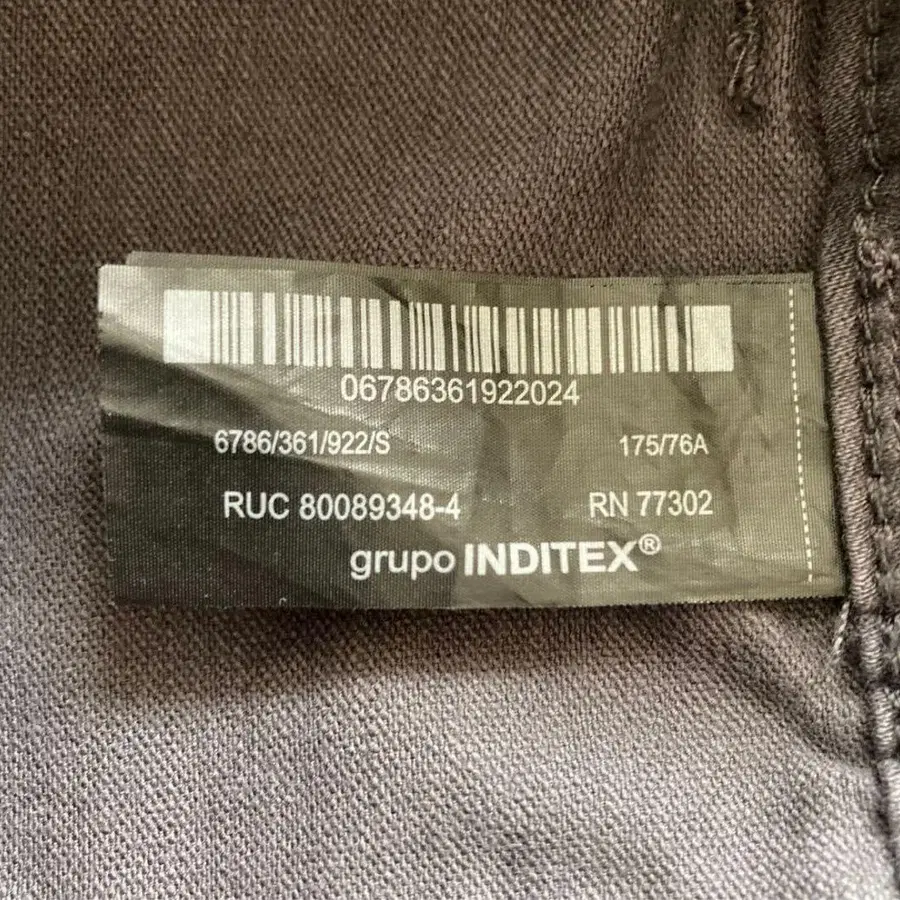 06786361922024
6786/361/922/S 175/76A
RUC 80089348-4 RN 77302
grupo INDITEX®